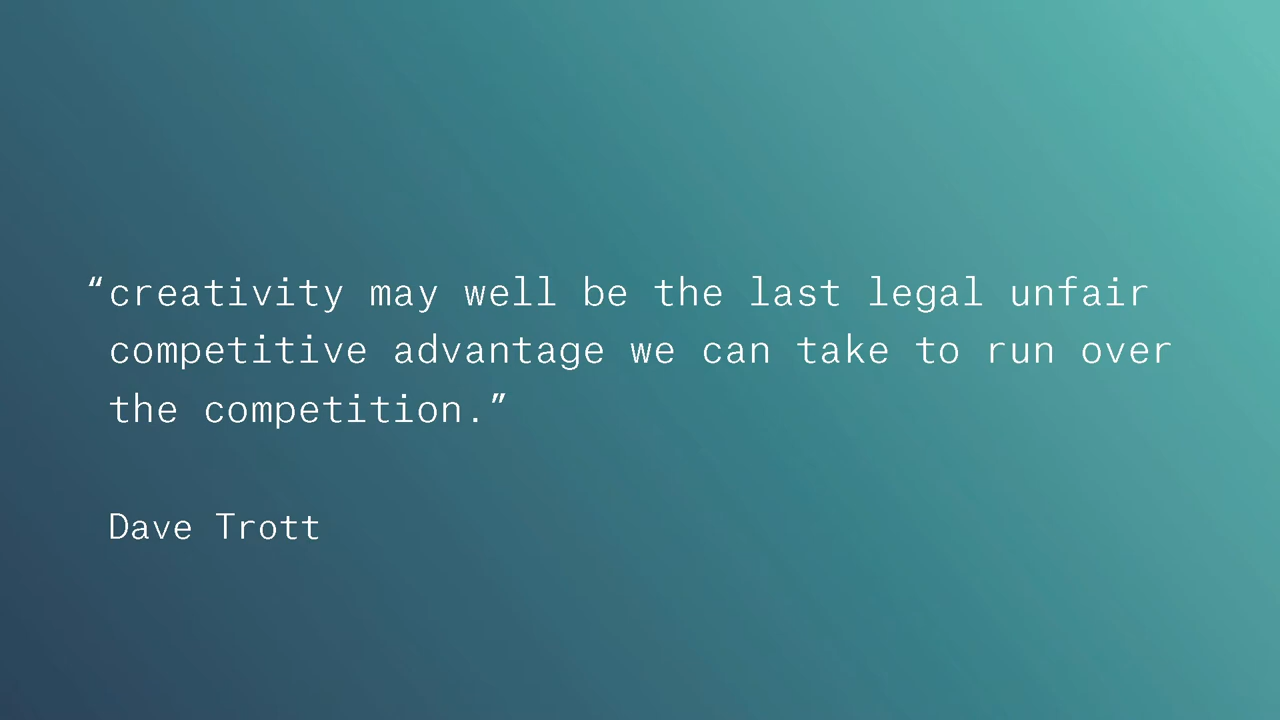 “creativity may well be the last legal unfair
competitive advantage we can take to run over
the competition.”
Dave Trott